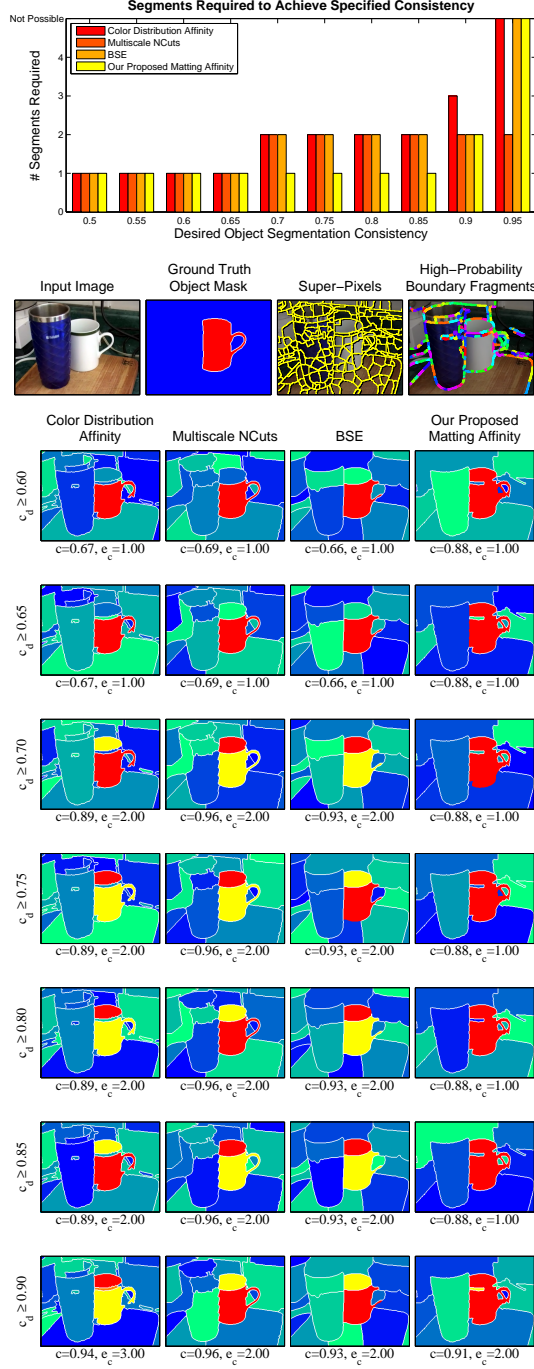 Segments Required to Achieve Specified Consistency
Not Possible
4
3
2
1
0
# Segments Required
Color Distribution Affinity
Multiscale NCuts
BSE
Our Proposed Matting Affinity
0.5 0.55 0.6 0.65 0.7 0.75 0.8 0.85 0.9 0.95
Desired Object Segmentation Consistency
Input Image
Ground Truth
Object Mask
Super−Pixels
High−Probability
Boundary Fragments
Color Distribution
Affinity
Multiscale NCuts
BSE
Our Proposed
Matting Affinity
c_d ≥ 0.60
c=0.67, e_c=1.00 c=0.69, e_c=1.00 c=0.66, e_c=1.00 c=0.88, e_c=1.00
c_d ≥ 0.65
c=0.67, e_c=1.00 c=0.69, e_c=1.00 c=0.66, e_c=1.00 c=0.88, e_c=1.00
c_d ≥ 0.70
c=0.89, e_c=2.00 c=0.96, e_c=2.00 c=0.93, e_c=2.00 c=0.88, e_c=1.00
c_d ≥ 0.75
c=0.89, e_c=2.00 c=0.96, e_c=2.00 c=0.93, e_c=2.00 c=0.88, e_c=1.00
c_d ≥ 0.80
c=0.89, e_c=2.00 c=0.96, e_c=2.00 c=0.93, e_c=2.00 c=0.88, e_c=1.00
c_d ≥ 0.85
c=0.89, e_c=2.00 c=0.96, e_c=2.00 c=0.93, e_c=2.00 c=0.88, e_c=1.00
c_d ≥ 0.90
c=0.94, e_c=3.00 c=0.96, e_c=2.00 c=0.93, e_c=2.00 c=0.91, e_c=2.00